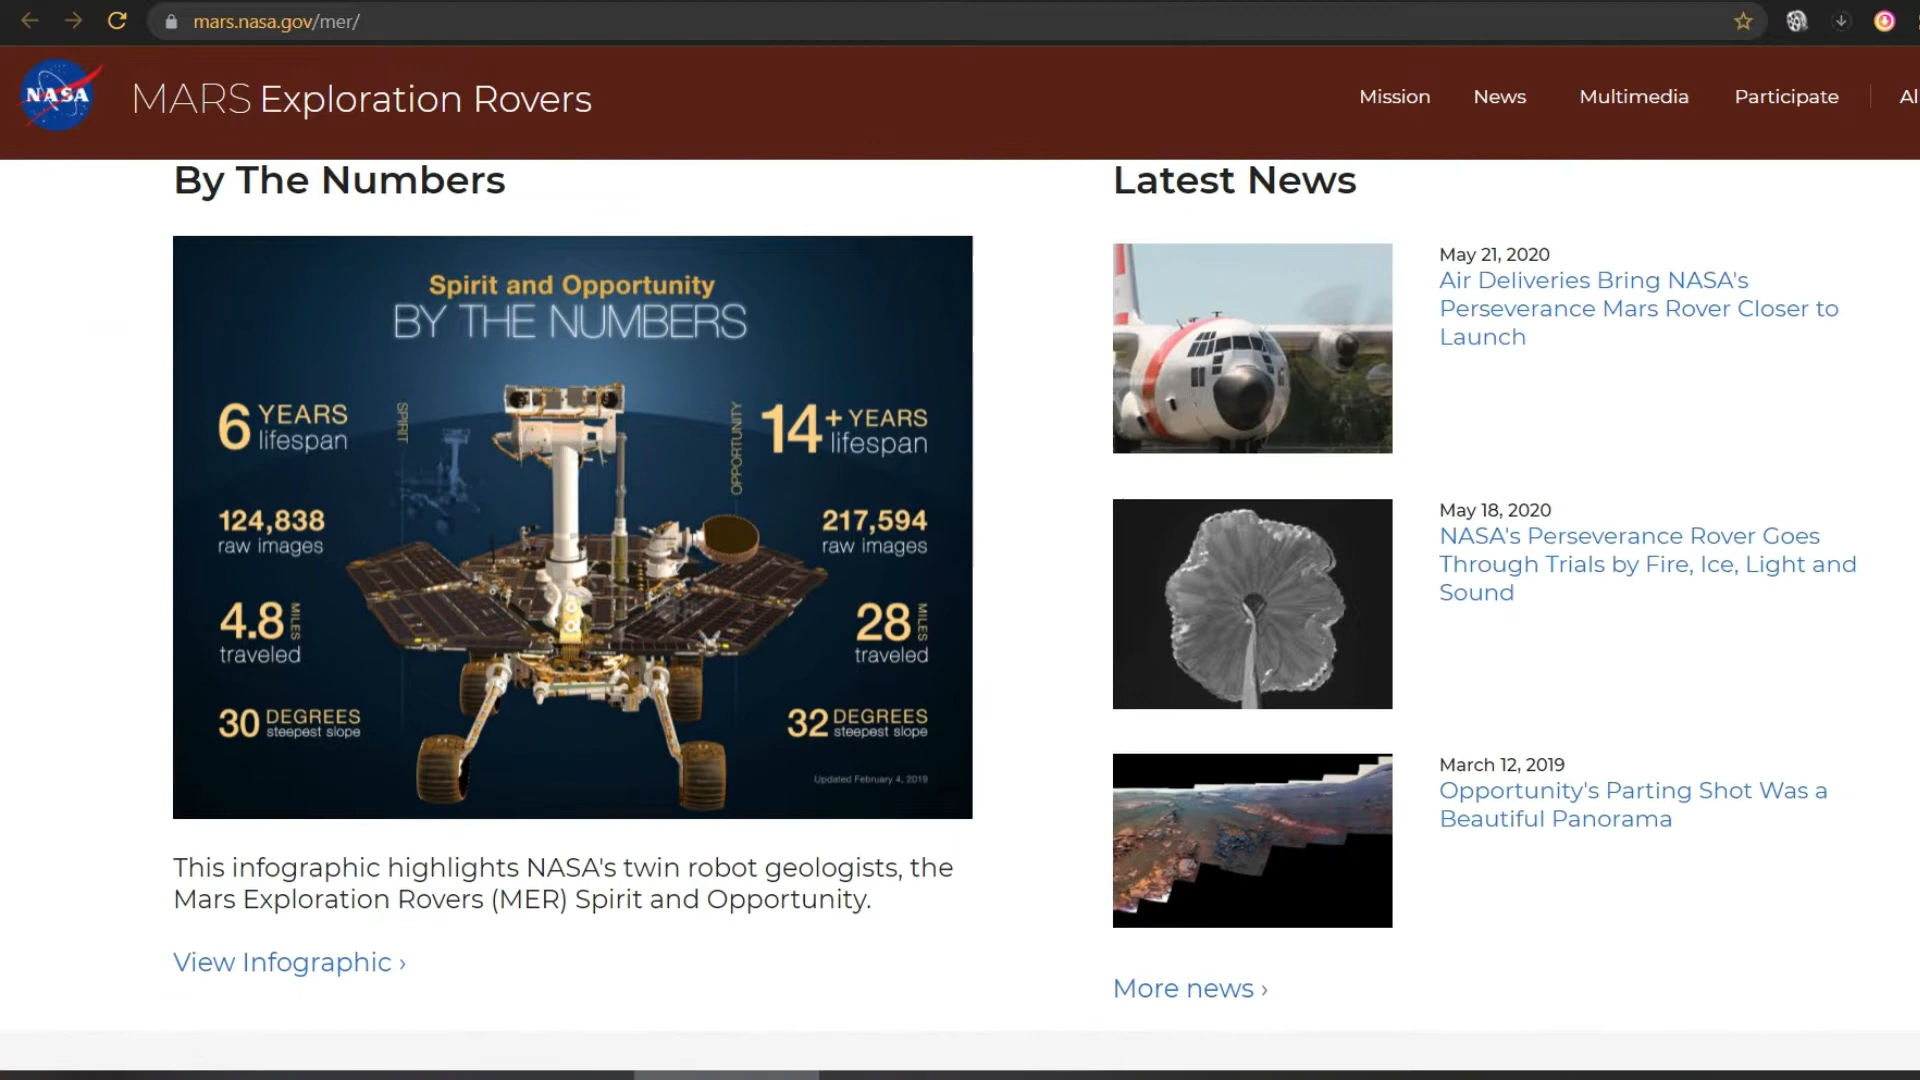 mars.nasa.gov/mer/
NASA
MARS Exploration Rovers
Mission
News
Multimedia
Participate
By The Numbers
Spirit and Opportunity
BY THE NUMBERS
SPIRIT
6 YEARS
lifespan
124,838
raw images
4.8 MILES
traveled
30 DEGREES
steepest slope
OPPORTUNITY
14+ YEARS
lifespan
217,594
raw images
28 MILES
traveled
32 DEGREES
steepest slope
Updated February 4, 2019
This infographic highlights NASA's twin robot geologists, the
Mars Exploration Rovers (MER) Spirit and Opportunity.
View Infographic ›
Latest News
May 21, 2020
Air Deliveries Bring NASA's
Perseverance Mars Rover Closer to
Launch
May 18, 2020
NASA's Perseverance Rover Goes
Through Trials by Fire, Ice, Light and
Sound
March 12, 2019
Opportunity's Parting Shot Was a
Beautiful Panorama
More news ›